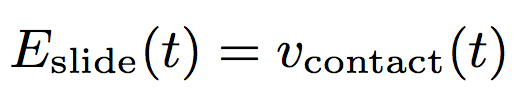 E_slide(t) = v_contact(t)